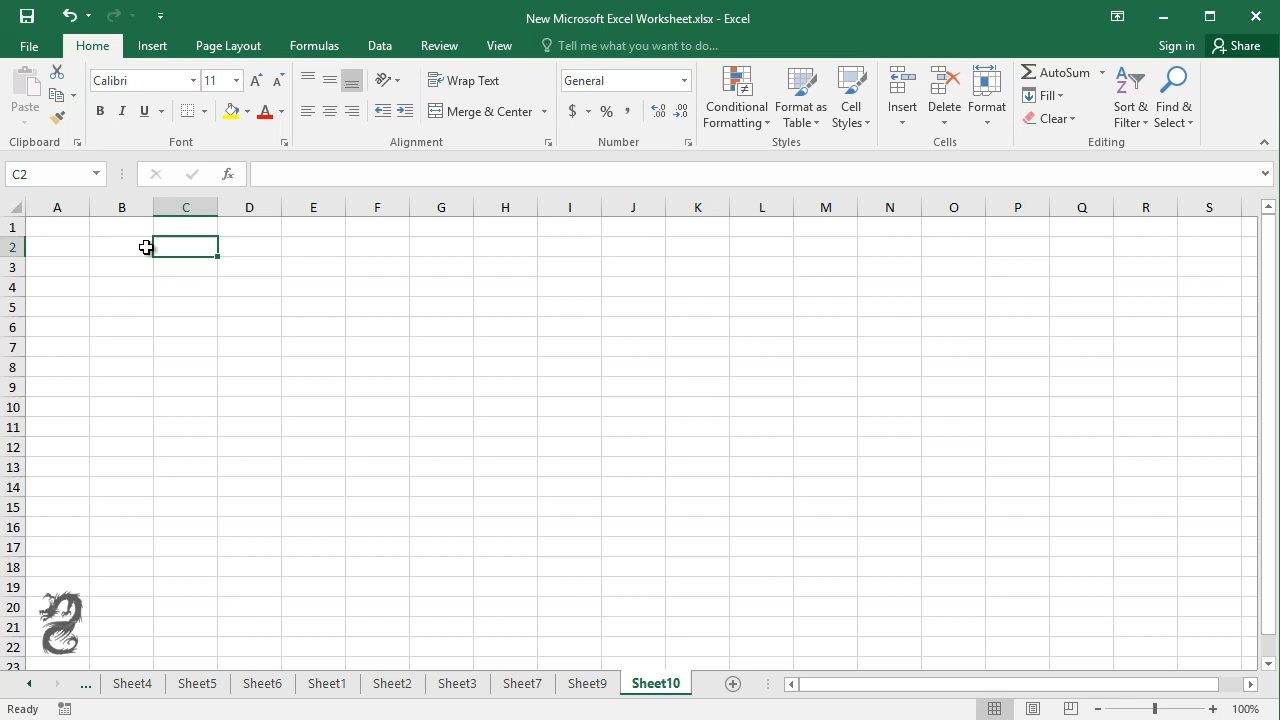 New Microsoft Excel Worksheet.xlsx - Excel
File Home Insert Page Layout Formulas Data Review View Tell me what you want to do... Sign in Share
Paste
Clipboard
Calibri 11
B I U A
Font
Wrap Text
Merge & Center
Alignment
General
$ % ,
Number
Conditional Formatting
Format as Table
Cell Styles
Styles
Insert Delete Format
Cells
AutoSum
Fill
Clear
Sort & Filter
Find & Select
Editing
C2 fx
A B C D E F G H I J K L M N O P Q R S
1
2
3
4
5
6
7
8
9
10
11
12
13
14
15
16
17
18
19
20
21
22
23
... Sheet4 Sheet5 Sheet6 Sheet1 Sheet2 Sheet3 Sheet7 Sheet9 Sheet10
Ready 100%